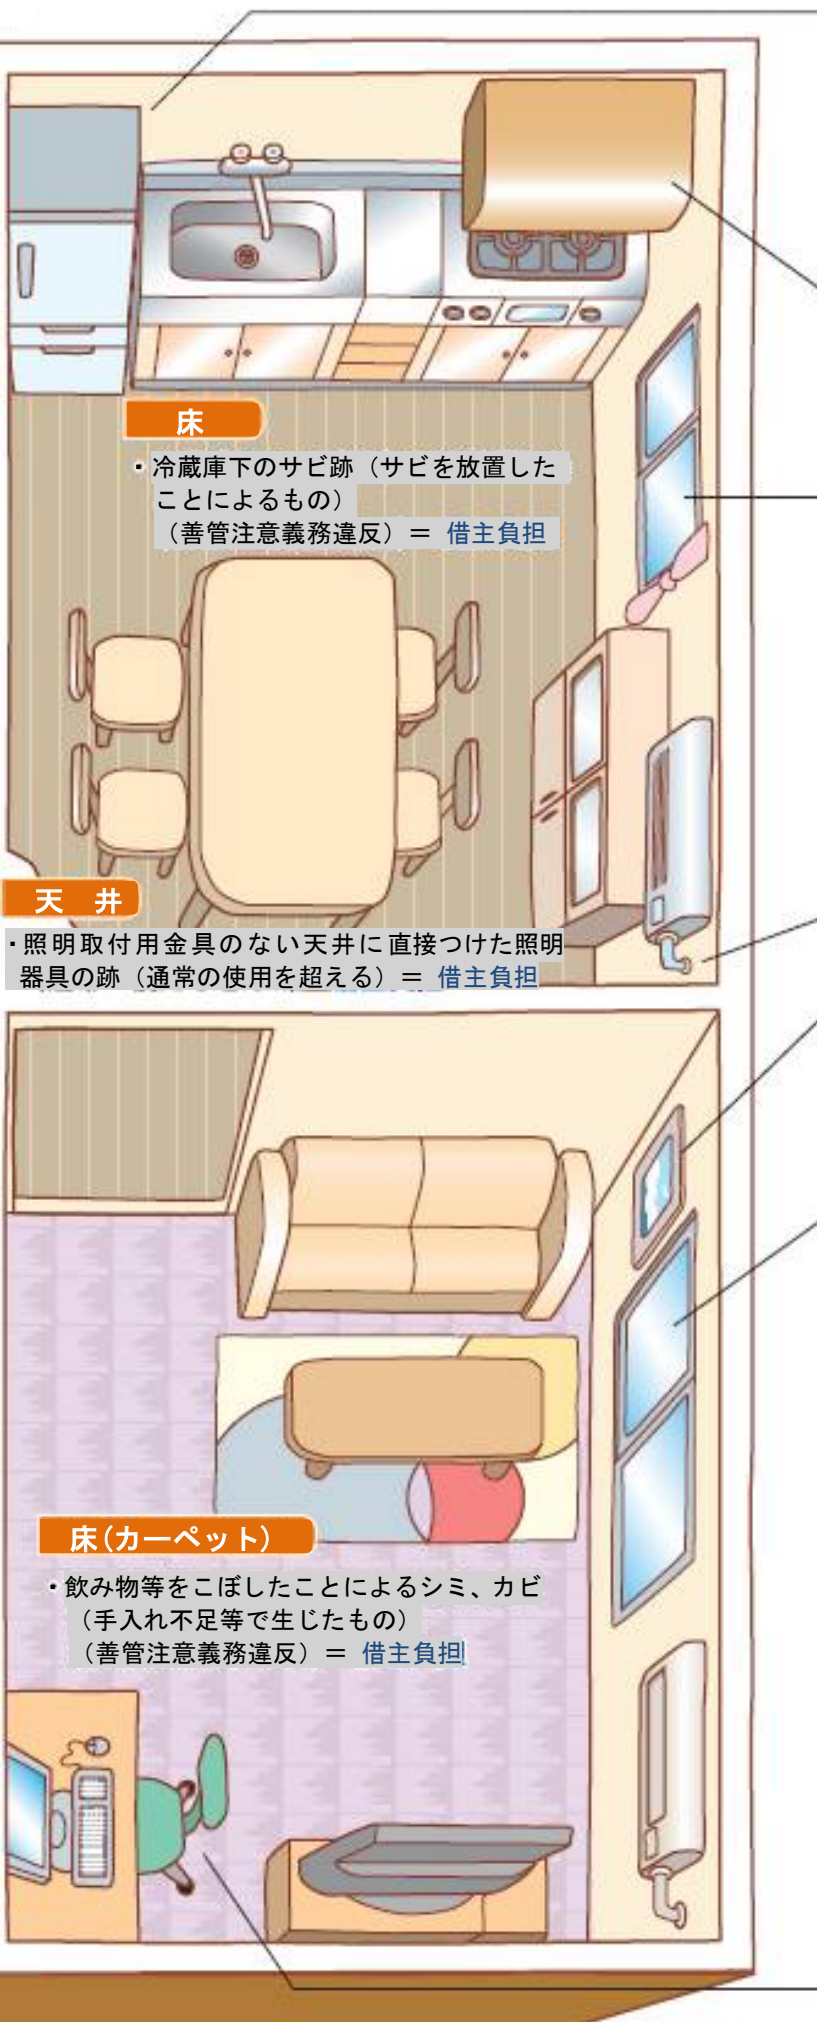 床
・冷蔵庫下のサビ跡（サビを放置した
ことによるもの）
（善管注意義務違反）＝ 借主負担
天 井
・照明取付用金具のない天井に直接つけた照明
器具の跡（通常の使用を超える）＝ 借主負担
床(カーペット)
・飲み物等をこぼしたことによるシミ、カビ
（手入れ不足等で生じたもの）
（善管注意義務違反）＝ 借主負担